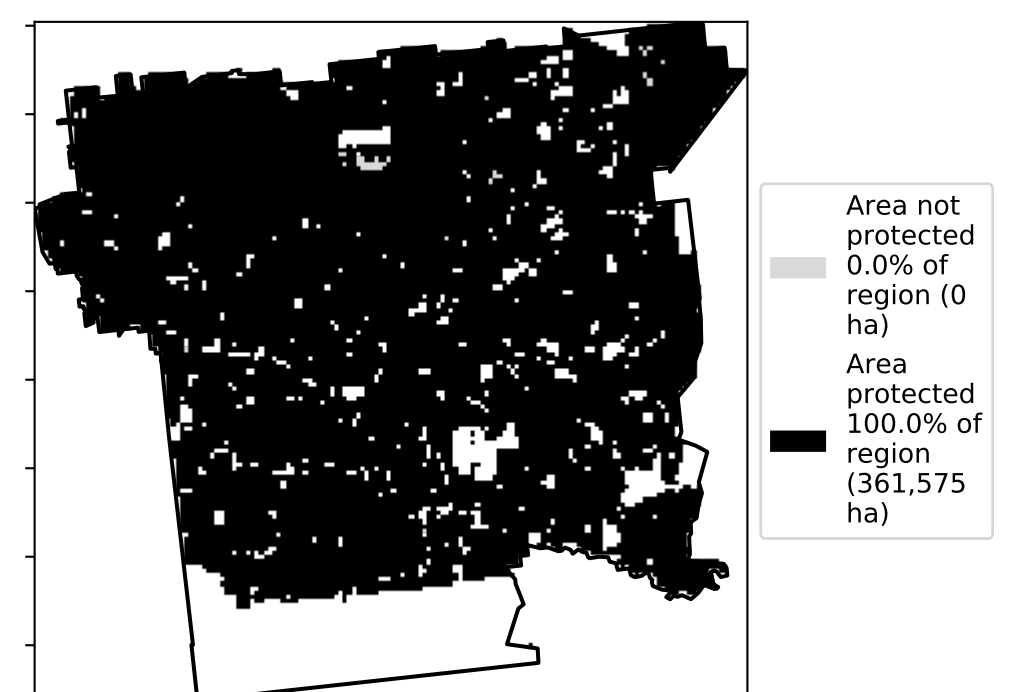 Area not
protected
0.0% of
region (0
ha)
Area
protected
100.0% of
region
(361,575
ha)